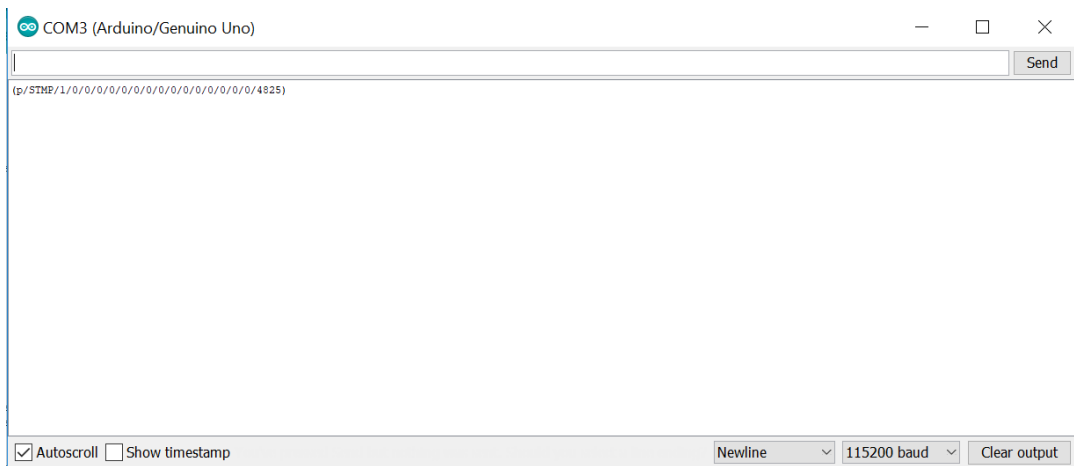 COM3 (Arduino/Genuino Uno)
Send
(p/STMP/1/0/0/0/0/0/0/0/0/0/0/0/0/0/0/0/4825)
Autoscroll Show timestamp Newline 115200 baud Clear output